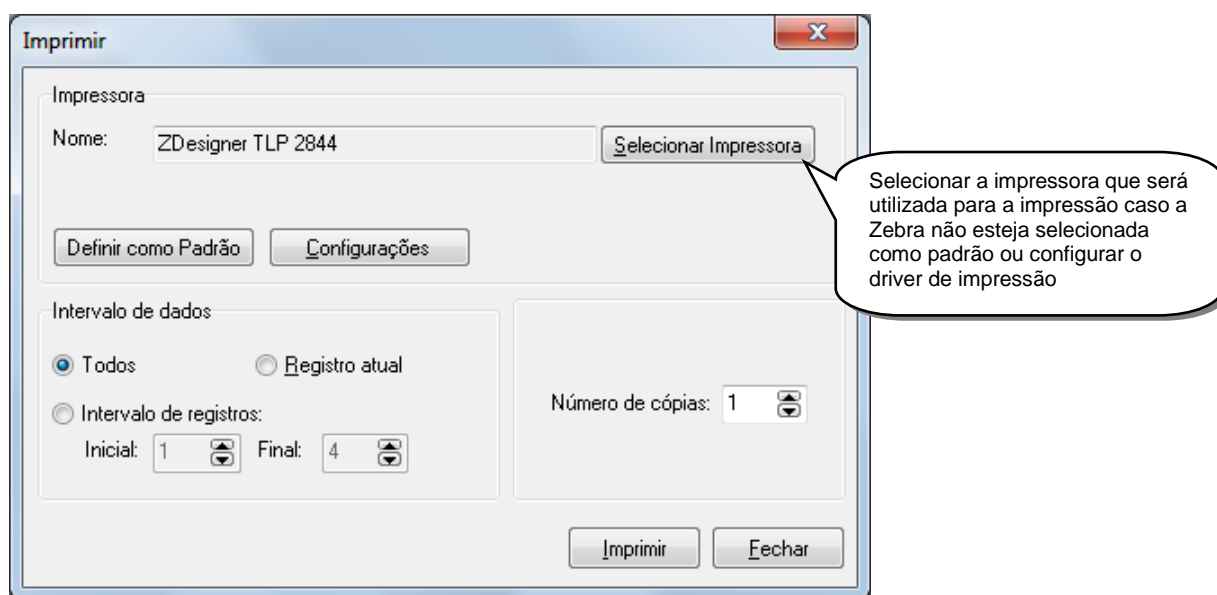 Imprimir
Impressora
Nome: ZDesigner TLP 2844 Selecionar Impressora
Definir como Padrão Configurações
Selecionar a impressora que será
utilizada para a impressão caso a
Zebra não esteja selecionada
como padrão ou configurar o
driver de impressão
Intervalo de dados
Todos Registro atual
Intervalo de registros:
Inicial: 1 Final: 4
Número de cópias: 1
Imprimir Fechar